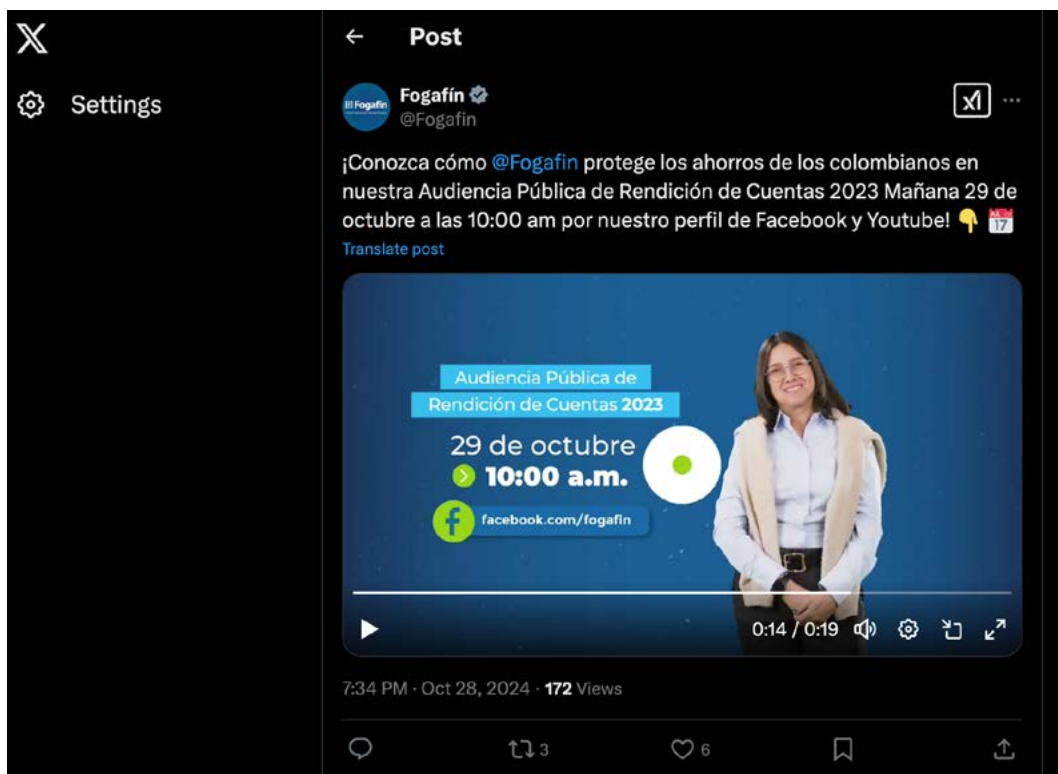 Post
Settings
Fogafín
@Fogafin
Fogafín
¡Conozca cómo @Fogafin protege los ahorros de los colombianos en
nuestra Audiencia Pública de Rendición de Cuentas 2023 Mañana 29 de
octubre a las 10:00 am por nuestro perfil de Facebook y Youtube! 👇 📅
Translate post
Audiencia Pública de
Rendición de Cuentas 2023
29 de octubre
10:00 a.m.
facebook.com/fogafin
0:14 / 0:19
7:34 PM · Oct 28, 2024 · 172 Views
3
6